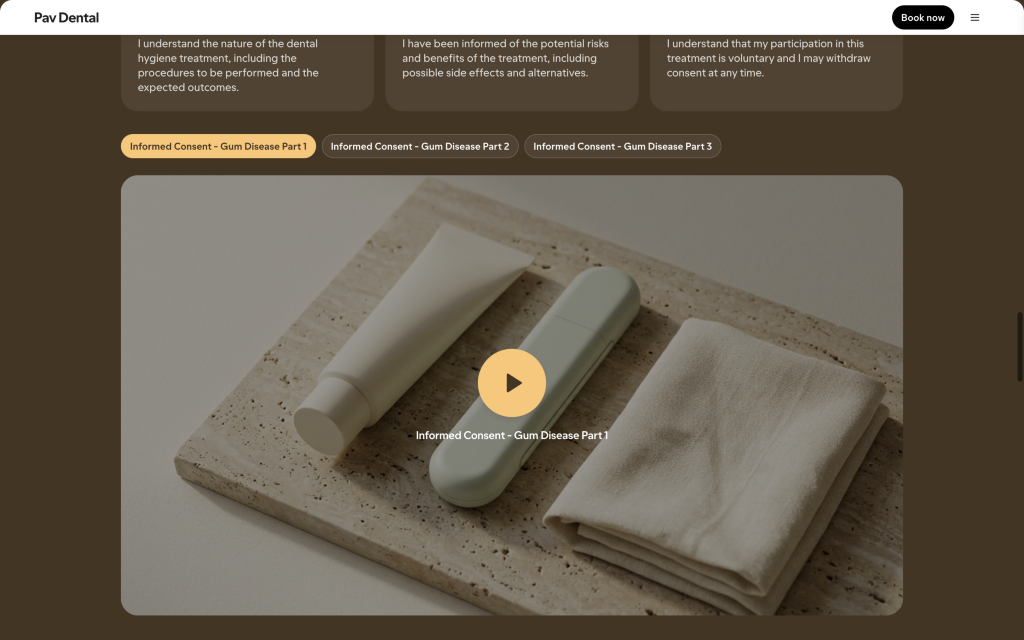 Pav Dental
Book now
I understand the nature of the dental
hygiene treatment, including the
procedures to be performed and the
expected outcomes.
I have been informed of the potential risks
and benefits of the treatment, including
possible side effects and alternatives.
I understand that my participation in this
treatment is voluntary and I may withdraw
consent at any time.
Informed Consent - Gum Disease Part 1
Informed Consent - Gum Disease Part 2
Informed Consent - Gum Disease Part 3
Informed Consent - Gum Disease Part 1